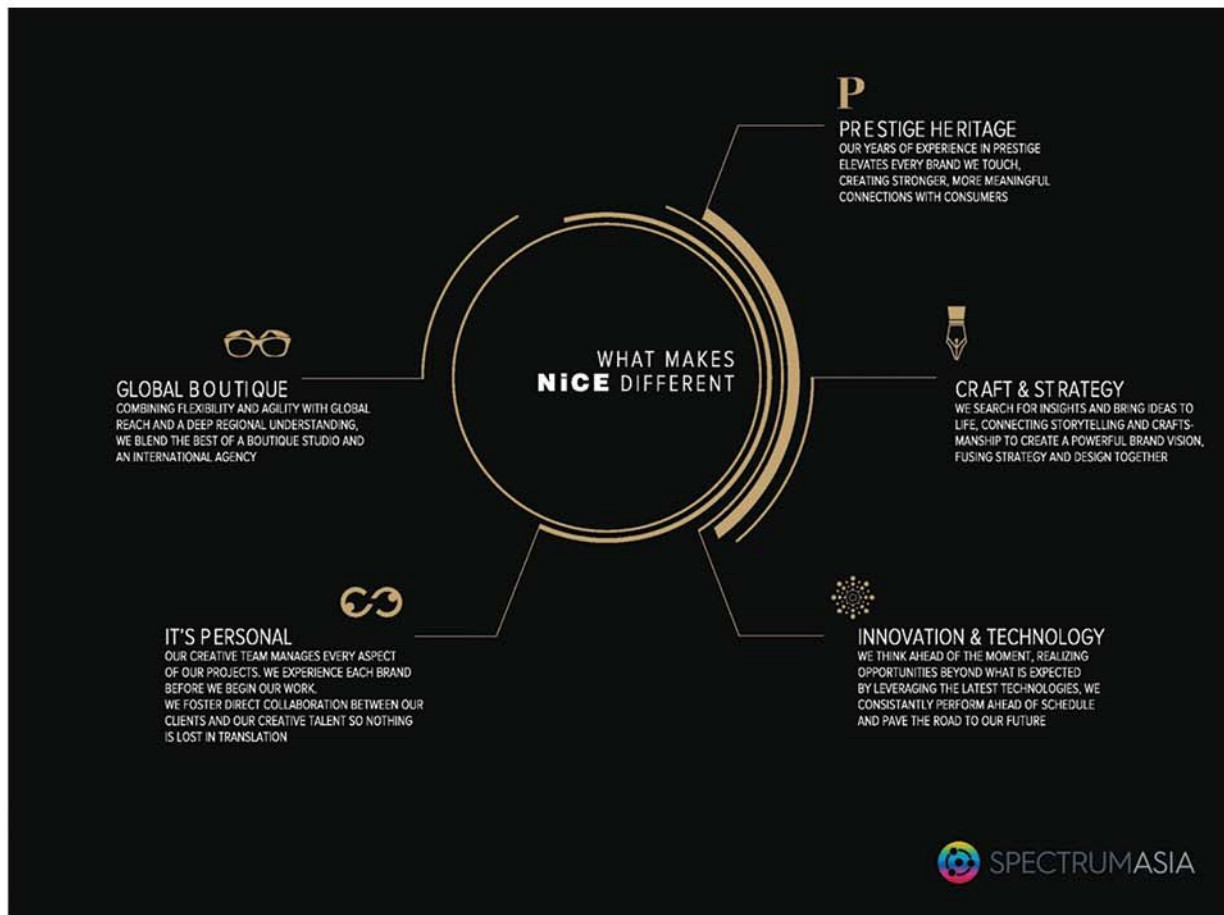 P
PRESTIGE HERITAGE
OUR YEARS OF EXPERIENCE IN PRESTIGE
ELEVATES EVERY BRAND WE TOUCH,
CREATING STRONGER, MORE MEANINGFUL
CONNECTIONS WITH CONSUMERS
WHAT MAKES
NiCE DIFFERENT
GLOBAL BOUTIQUE
COMBINING FLEXIBILITY AND AGILITY WITH GLOBAL
REACH AND A DEEP REGIONAL UNDERSTANDING,
WE BLEND THE BEST OF A BOUTIQUE STUDIO AND
AN INTERNATIONAL AGENCY
CRAFT & STRATEGY
WE SEARCH FOR INSIGHTS AND BRING IDEAS TO
LIFE, CONNECTING STORYTELLING AND CRAFTS-
MANSHIP TO CREATE A POWERFUL BRAND VISION,
FUSING STRATEGY AND DESIGN TOGETHER
IT'S PERSONAL
OUR CREATIVE TEAM MANAGES EVERY ASPECT
OF OUR PROJECTS. WE EXPERIENCE EACH BRAND
BEFORE WE BEGIN OUR WORK.
WE FOSTER DIRECT COLLABORATION BETWEEN OUR
CLIENTS AND OUR CREATIVE TALENT SO NOTHING
IS LOST IN TRANSLATION
INNOVATION & TECHNOLOGY
WE THINK AHEAD OF THE MOMENT, REALIZING
OPPORTUNITIES BEYOND WHAT IS EXPECTED
BY LEVERAGING THE LATEST TECHNOLOGIES, WE
CONSISTANTLY PERFORM AHEAD OF SCHEDULE
AND PAVE THE ROAD TO OUR FUTURE
SPECTRUMASIA